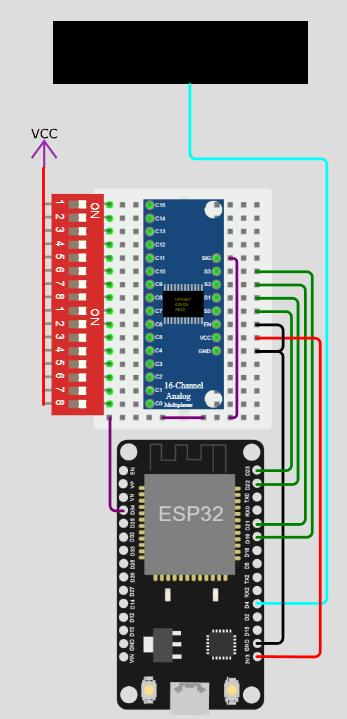 VCC
ON
1
2
3
4
5
6
7
8
ON
1
2
3
4
5
6
7
8
C15
C14
C13
C12
C11
C10
C9
C8
C7
C6
C5
C4
C3
C2
C1
C0
SIG
S3
S2
S1
S0
EN
VCC
GND
16-Channel
Analog
Multiplexer
ESP32
EN
VP
VN
D34
D35
D32
D33
D25
D26
D27
D14
D12
D13
GND
VIN
D23
D22
TX0
RX0
D21
D19
D18
D5
TX2
RX2
D4
D2
D15
GND
3V3